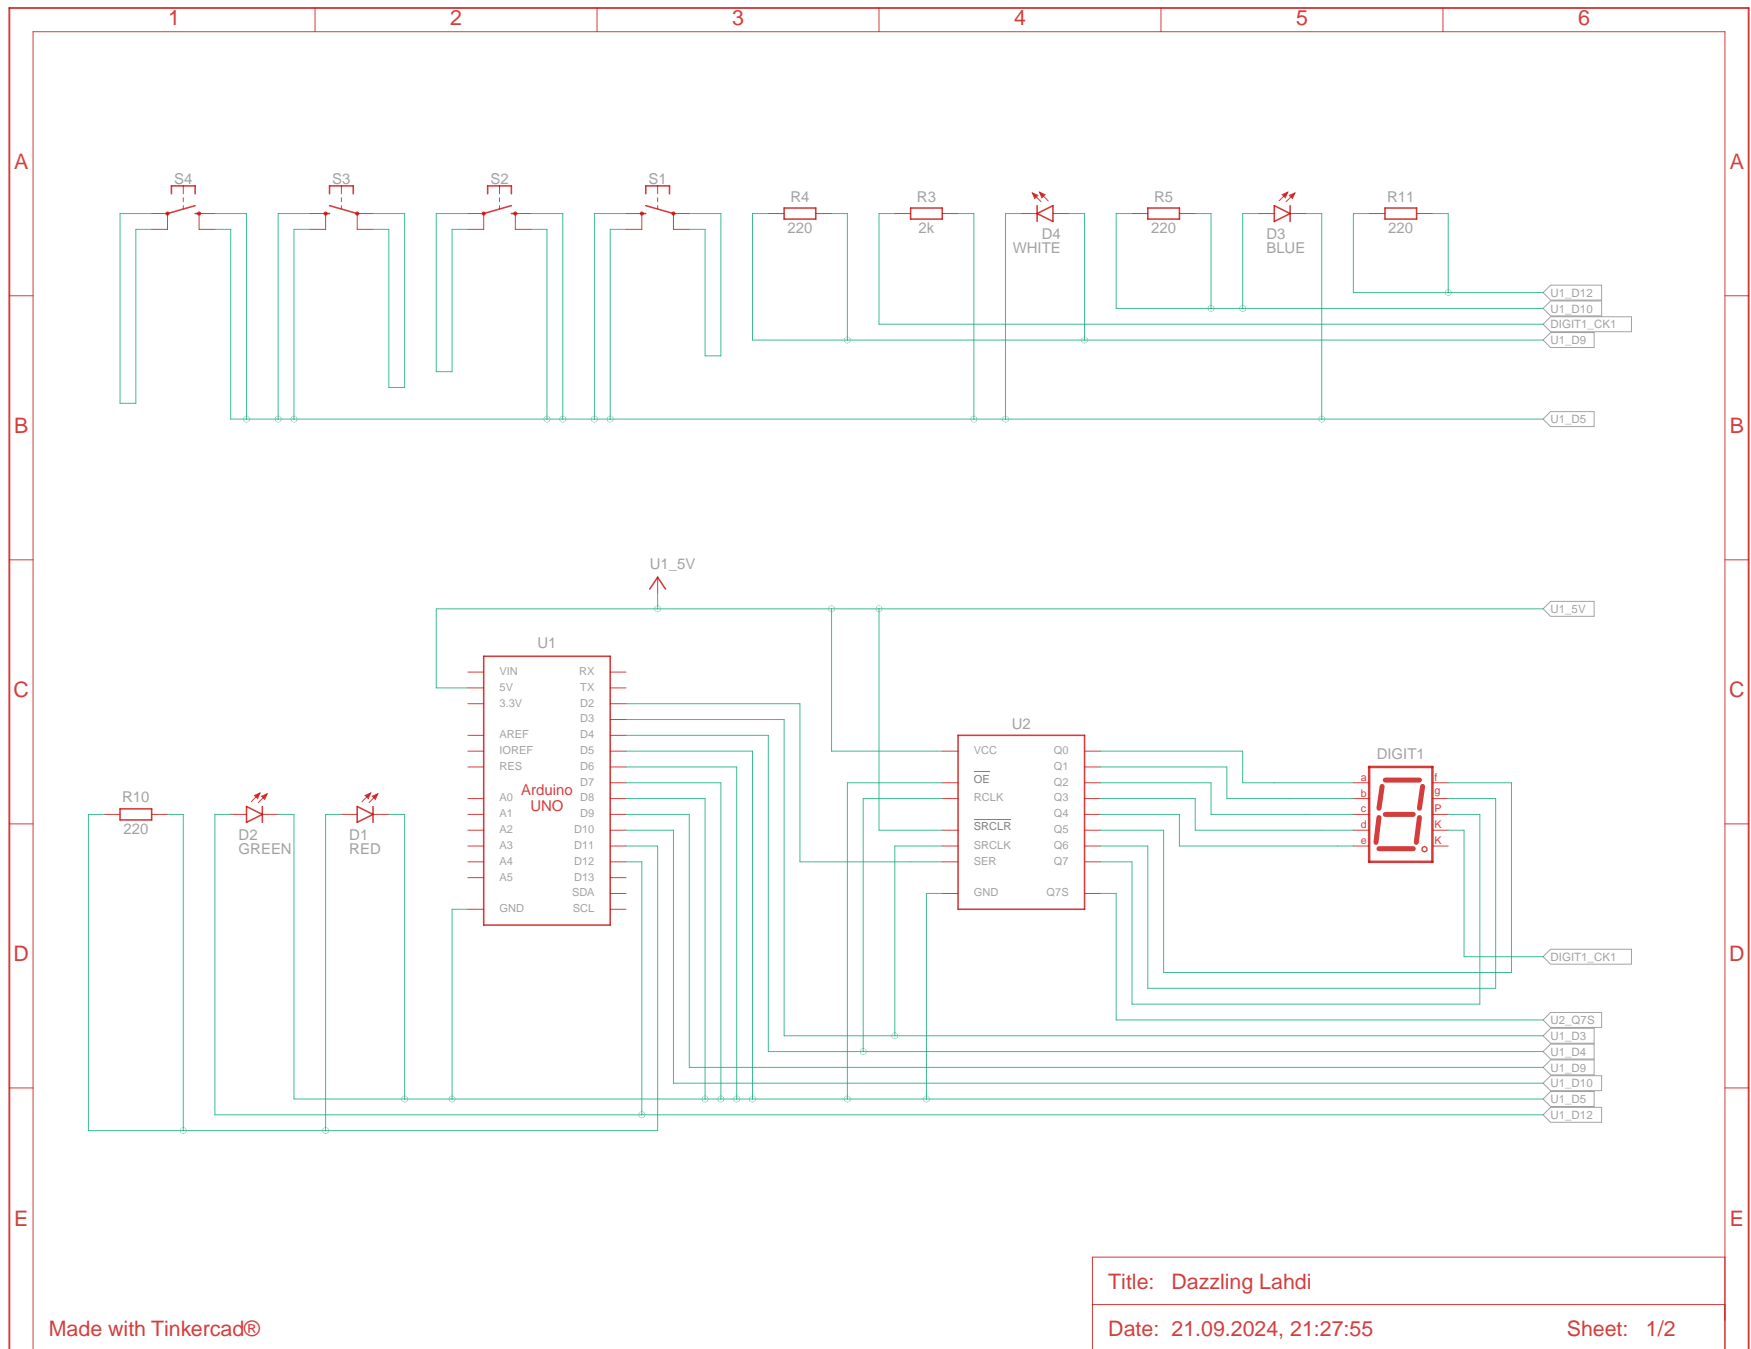 1 2 3 4 5 6
A A
S4 S3 S2 S1 R4 R3 R5 R11
220 2k D4 220 D3 220
WHITE BLUE
U1_D12
U1_D10
DIGIT1_CK1
U1_D9
B U1_D5 B
U1_5V
U1_5V
U1
VIN RX
C 5V TX C
3.3V D2
D3
AREF D4
IOREF D5
RES D6
D7
A0 D8
A1 D9
A2 D10
A3 D11
A4 D12
A5 D13
SDA
GND SCL
Arduino
UNO
U2
VCC Q0
OE Q1
Q2
RCLK Q3
Q4
SRCLR Q5
SRCLK Q6
SER Q7
GND Q7S
DIGIT1
a f
b g
c P
d K
e K
R10
220
D2
GREEN
D1
RED
D D
DIGIT1_CK1
U2_Q7S
U1_D3
U1_D4
U1_D9
U1_D10
U1_D5
U1_D12
E E
Title: Dazzling Lahdi
Made with Tinkercad®
Date: 21.09.2024, 21:27:55 Sheet: 1/2